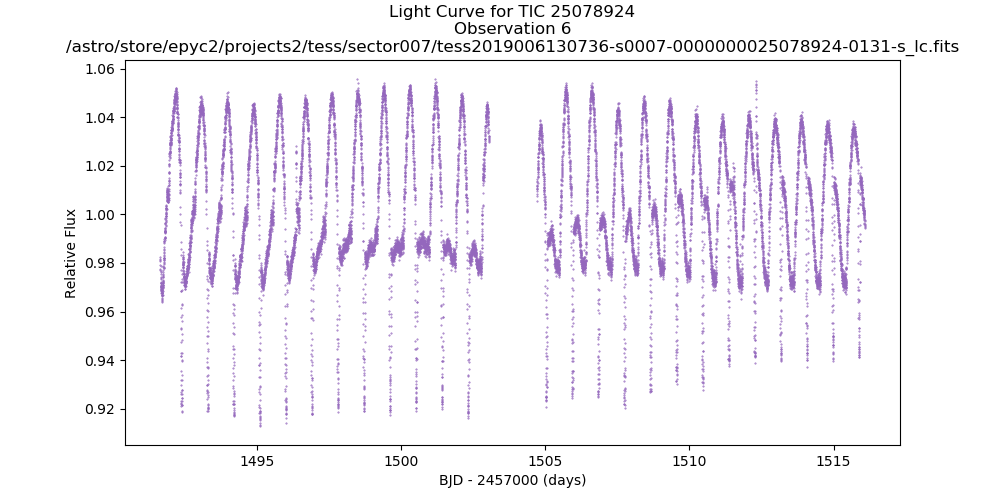 Light Curve for TIC 25078924
Observation 6
/astro/store/epyc2/projects2/tess/sector007/tess2019006130736-s0007-0000000025078924-0131-s_lc.fits
1.06
1.04
1.02
1.00
0.98
0.96
0.94
0.92
Relative Flux
1495
1500
1505
1510
1515
BJD - 2457000 (days)